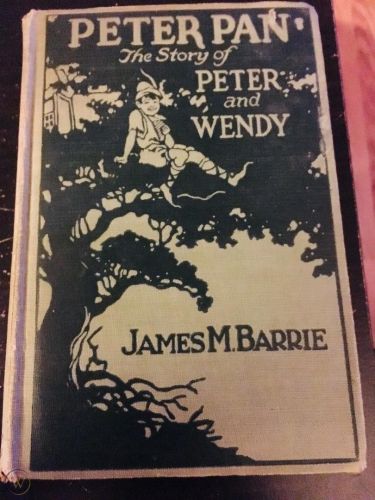 PETER PAN
The Story of
PETER
and
WENDY
JAMES M. BARRIE